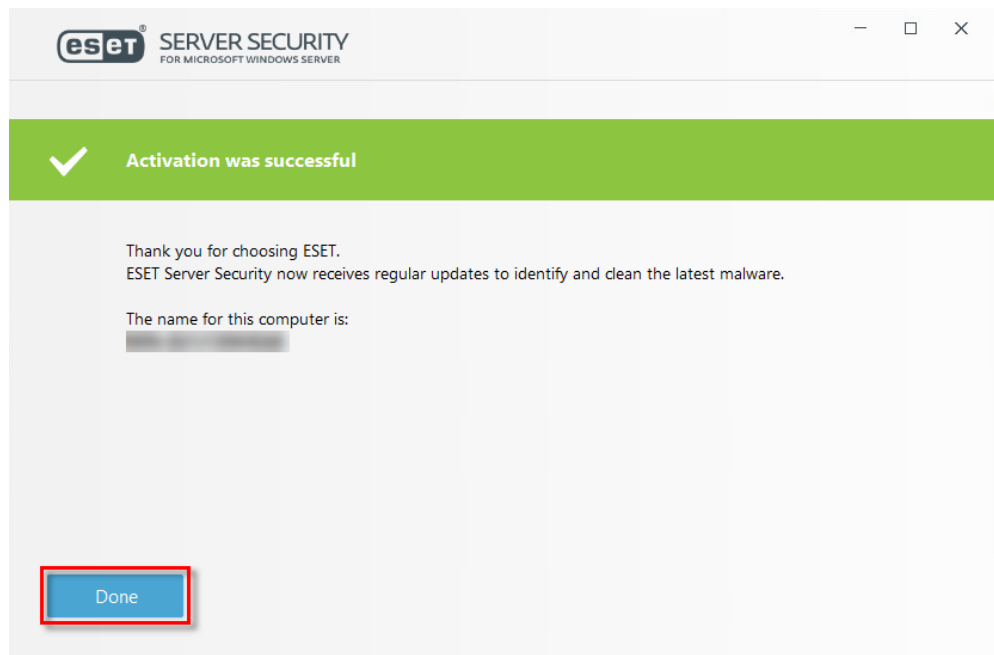 eset® SERVER SECURITY
FOR MICROSOFT WINDOWS SERVER
Activation was successful
Thank you for choosing ESET.
ESET Server Security now receives regular updates to identify and clean the latest malware.
The name for this computer is:
Done